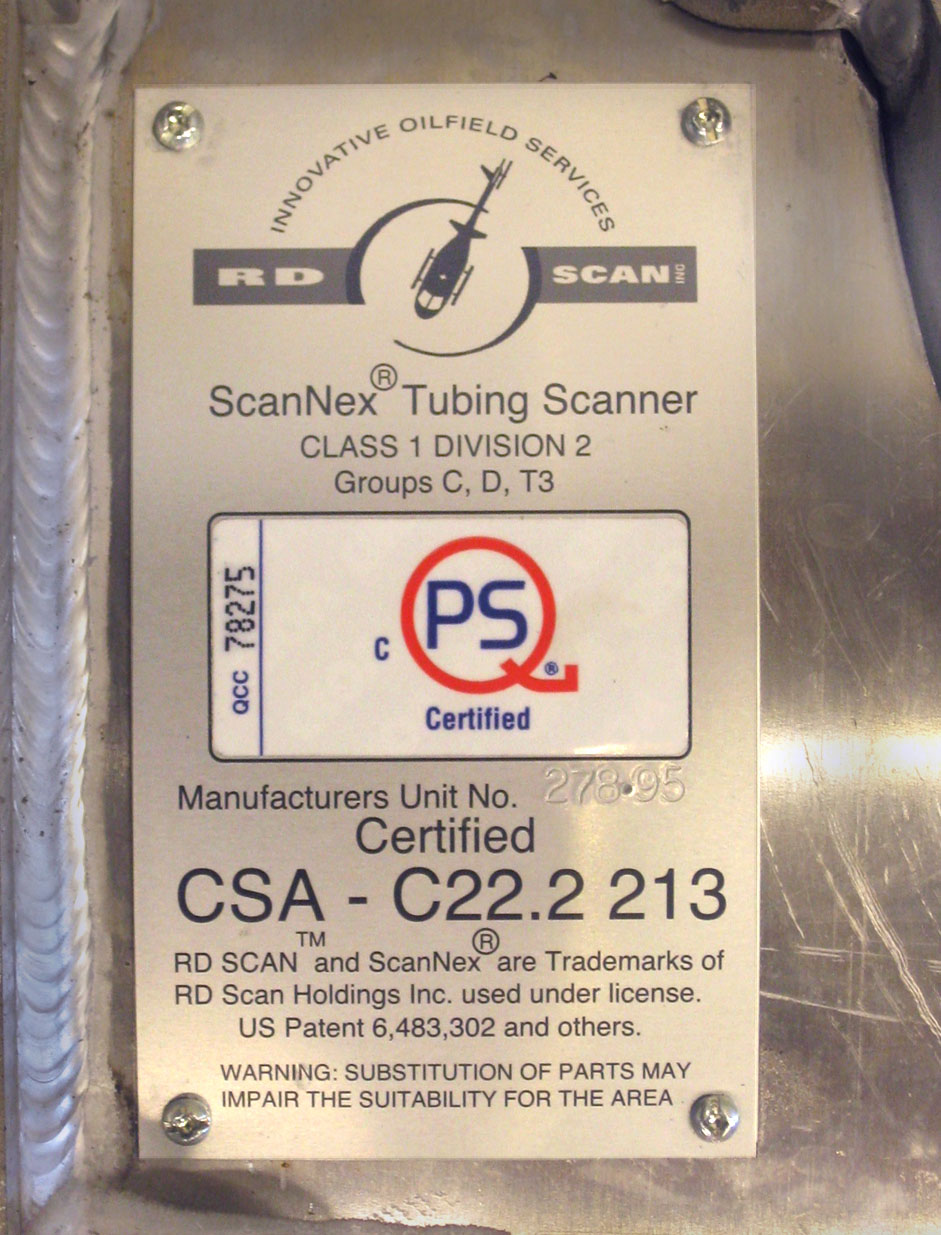 INNOVATIVE OILFIELD SERVICES
RD SCAN INC
ScanNex® Tubing Scanner
CLASS 1 DIVISION 2
Groups C, D, T3
QCC 78275
C PS®
Certified
Manufacturers Unit No. 278•95
Certified
CSA - C22.2 213
RD SCAN™ and ScanNex® are Trademarks of
RD Scan Holdings Inc. used under license.
US Patent 6,483,302 and others.
WARNING: SUBSTITUTION OF PARTS MAY
IMPAIR THE SUITABILITY FOR THE AREA